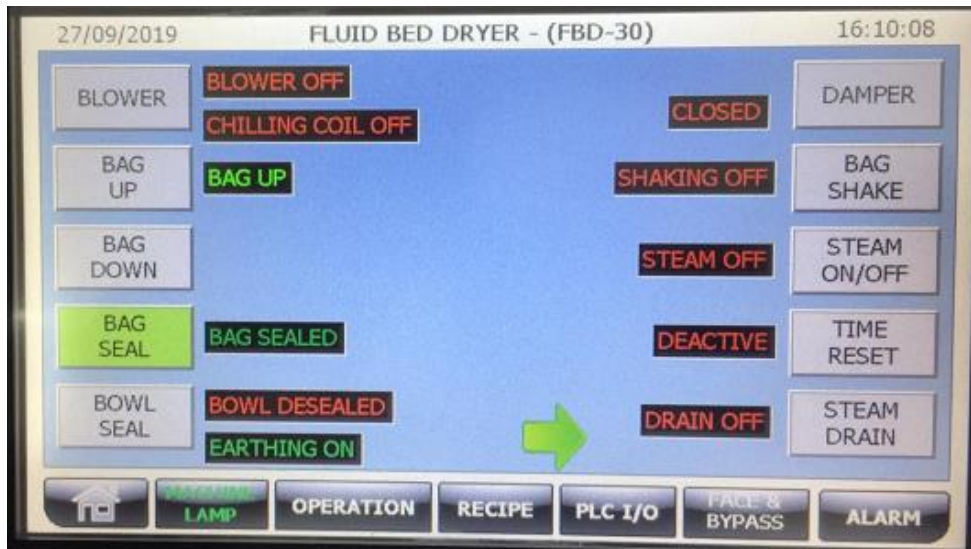 27/09/2019 FLUID BED DRYER - (FBD-30) 16:10:08
BLOWER
BLOWER OFF
CHILLING COIL OFF
CLOSED
DAMPER
BAG
UP
BAG UP
SHAKING OFF
BAG
SHAKE
BAG
DOWN
STEAM OFF
STEAM
ON/OFF
BAG
SEAL
BAG SEALED
DEACTIVE
TIME
RESET
BOWL
SEAL
BOWL DESEALED
EARTHING ON
DRAIN OFF
STEAM
DRAIN
MACHINE
LAMP
OPERATION
RECIPE
PLC I/O
FACE &
BYPASS
ALARM